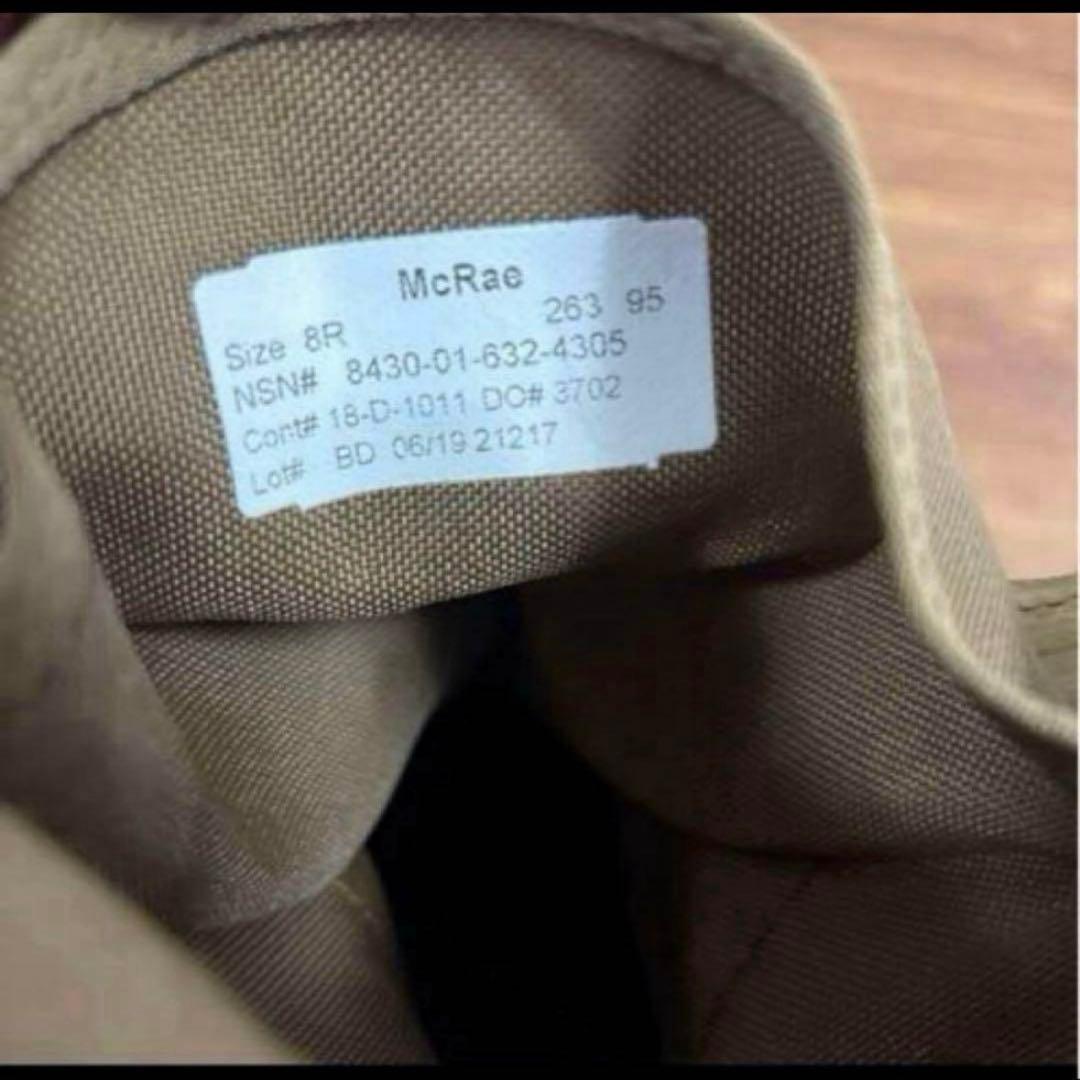 McRae
Size 8R 263 95
NSN# 8430-01-632-4305
Cont# 18-D-1011 DO# 3702
Lot# BD 06/19 21217